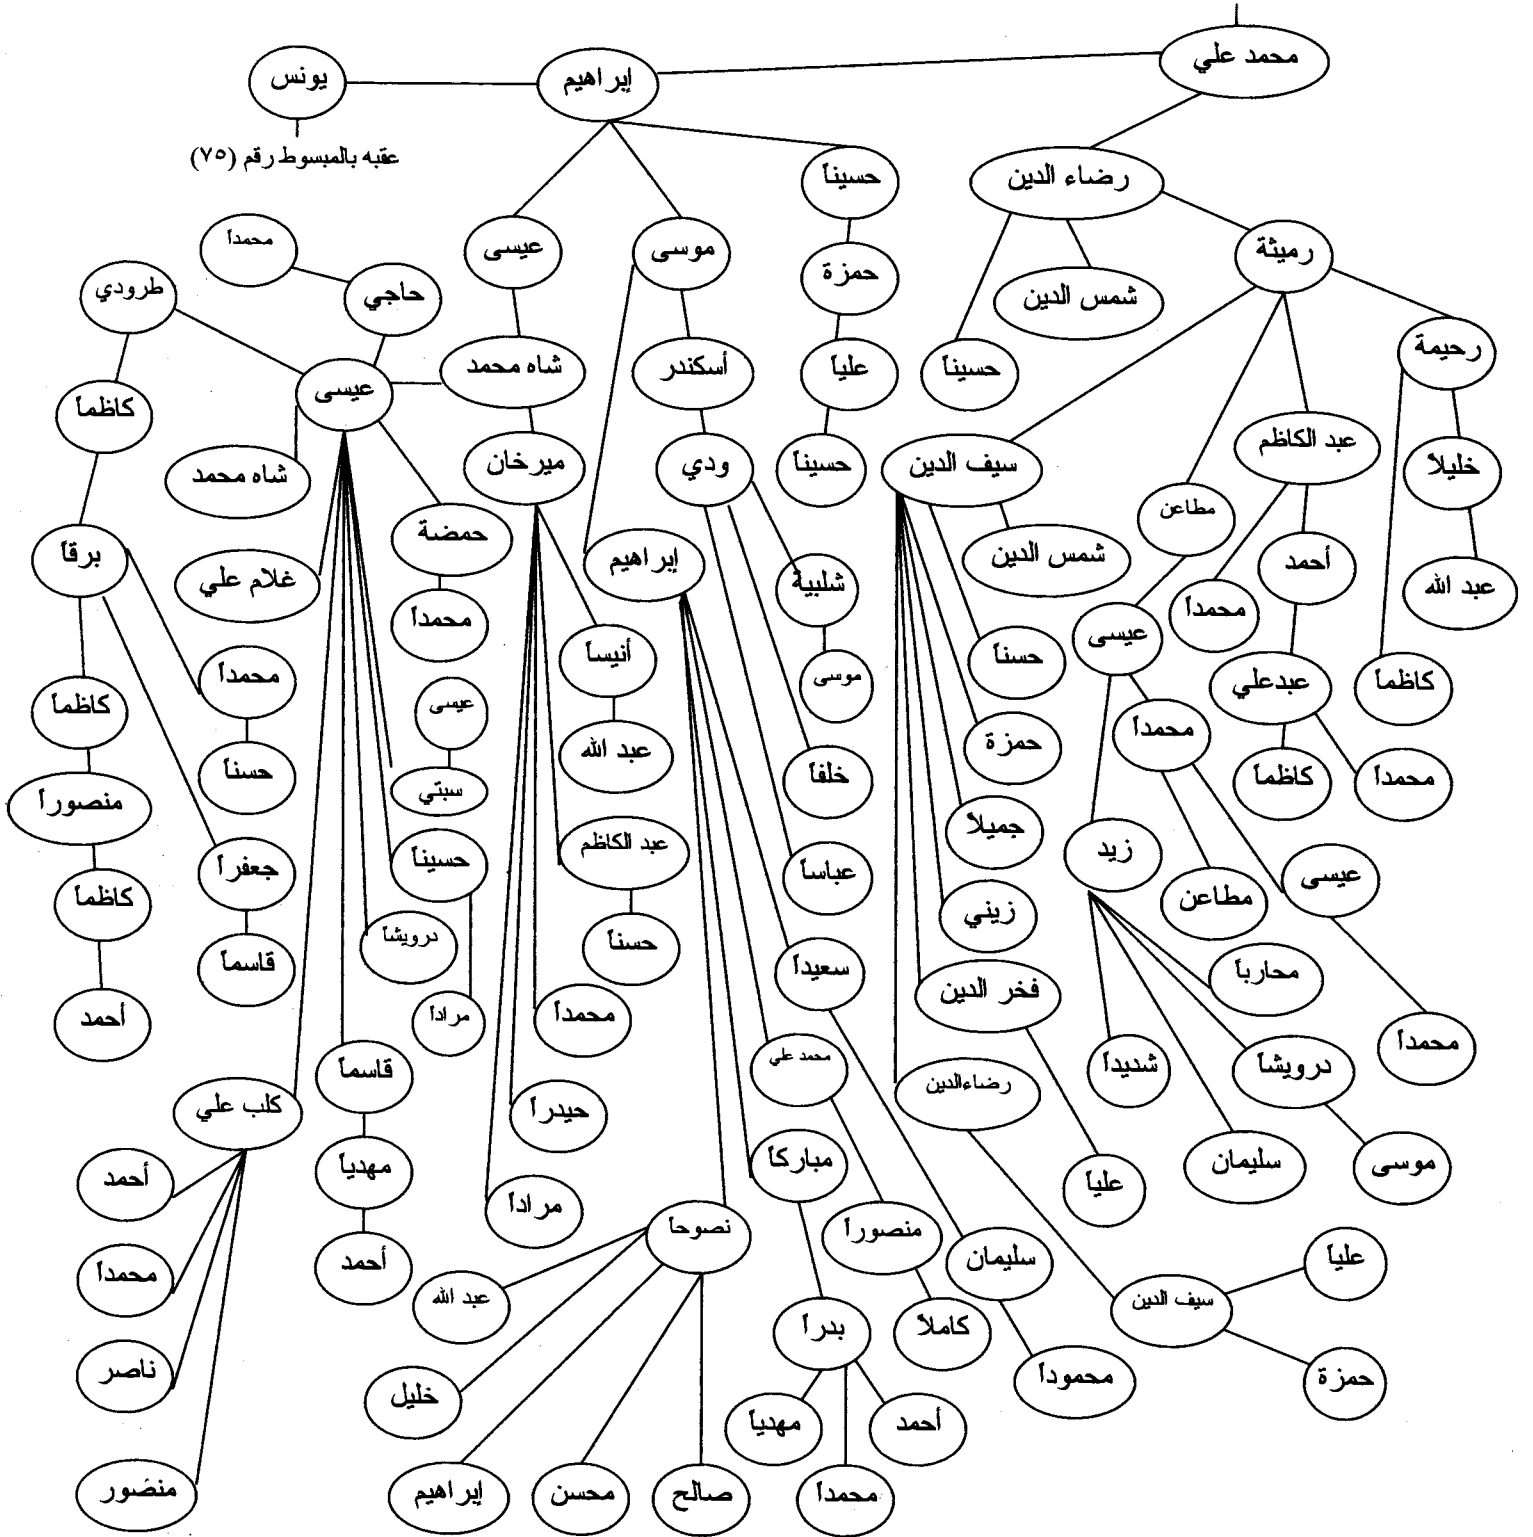 محمد علي
إبراهيم
يونس
عقبه بالمبسوط رقم (٧٥)
حسيناً
رضاء الدين
رميثة
موسى
عيسى
محمداً
حاجي
طرودي
حمزة
شمس الدين
رحيمة
حسيناً
علياً
أسكندر
شاه محمد
عيسى
كاظماً
عبد الكاظم
خليلاً
سيف الدين
حسيناً
ودي
ميرخان
شاه محمد
مطاعن
شمس الدين
حمضة
برقاً
غلام علي
إبراهيم
شلبية
أحمد
عبد الله
محمداً
عيسى
محمداً
أنيساً
حسناً
موسى
عبدعلي
كاظماً
محمداً
كاظماً
عيسى
محمداً
حمزة
عبد الله
خلفاً
كاظماً
محمداً
حسناً
سبتي
منصوراً
جميلاً
زيد
عيسى
عبد الكاظم
حسيناً
جعفراً
عباساً
كاظماً
مطاعن
زيني
درويشاً
حسناً
قاسماً
سعيداً
محارباً
فخر الدين
أحمد
مراداً
محمداً
محمد علي
محمداً
درويشاً
شديداً
قاسماً
رضاءالدين
كلب علي
حيدراً
مباركاً
موسى
سليمان
علياً
مهدياً
أحمد
مراداً
نصوحاً
منصوراً
سليمان
علياً
أحمد
محمداً
عبد الله
سيف الدين
كاملاً
بدراً
ناصر
محموداً
حمزة
خليل
مهدياً
أحمد
منصور
إبراهيم
محسن
صالح
محمداً